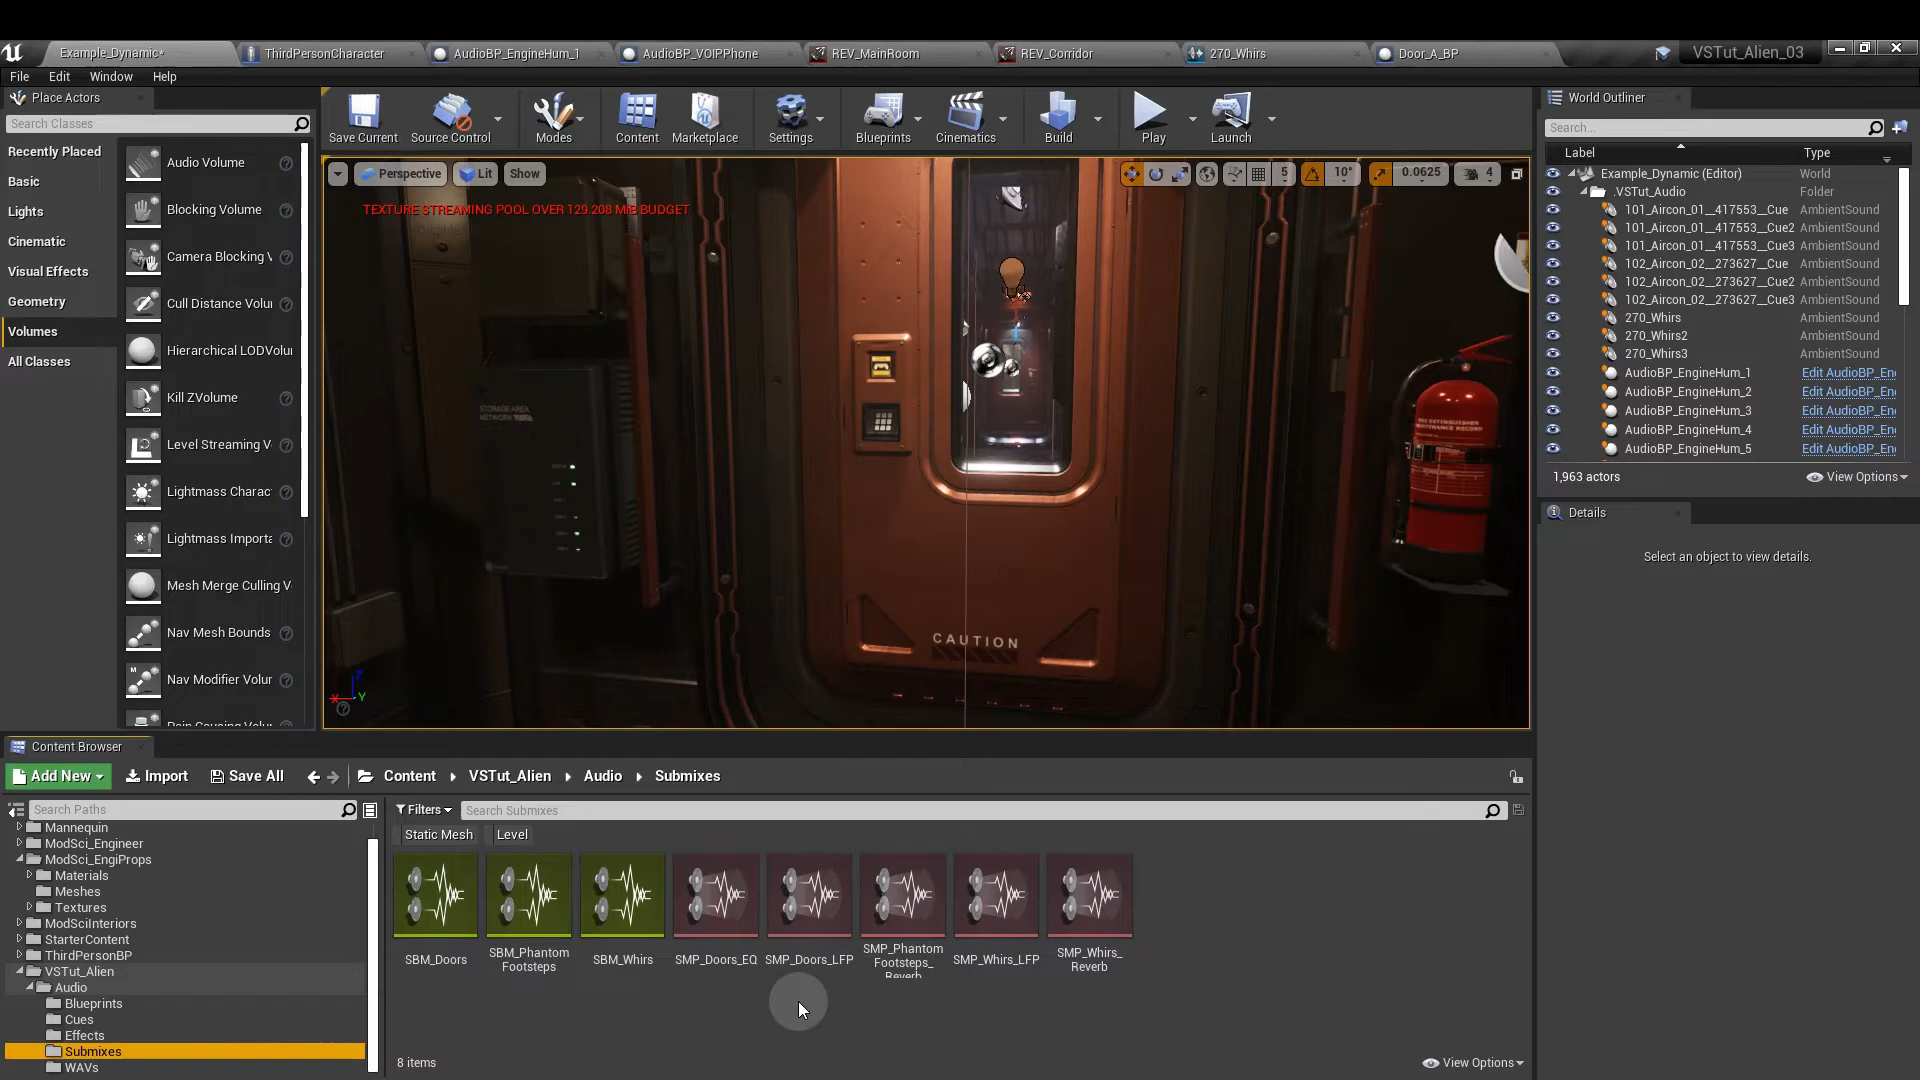 Example_Dynamic*
ThirdPersonCharacter
AudioBP_EngineHum_1
AudioBP_VOIPPhone
REV_MainRoom
REV_Corridor
270_Whirs
Door_A_BP
VSTut_Alien_03
File Edit Window Help
Place Actors
Search Classes
Recently Placed
Basic
Lights
Cinematic
Visual Effects
Geometry
Volumes
All Classes
Audio Volume
Blocking Volume
Camera Blocking V
Cull Distance Volu
Hierarchical LODVolu
Kill ZVolume
Level Streaming V
Lightmass Charac
Lightmass Importa
Mesh Merge Culling V
Nav Mesh Bounds
Nav Modifier Volu
Pain Causing Volu
Save Current
Source Control
Modes
Content
Marketplace
Settings
Blueprints
Cinematics
Build
Play
Launch
Perspective
Lit
Show
5
10°
0.0625
4
TEXTURE STREAMING POOL OVER 129.208 MiB BUDGET
STORAGE AREA
CAUTION
X
Z
Y
World Outliner
Search...
Label Type
Example_Dynamic (Editor) World
.VSTut_Audio Folder
101_Aircon_01__417553__Cue AmbientSound
101_Aircon_01__417553__Cue2 AmbientSound
101_Aircon_01__417553__Cue3 AmbientSound
102_Aircon_02__273627__Cue AmbientSound
102_Aircon_02__273627__Cue2 AmbientSound
102_Aircon_02__273627__Cue3 AmbientSound
270_Whirs AmbientSound
270_Whirs2 AmbientSound
270_Whirs3 AmbientSound
AudioBP_EngineHum_1 Edit AudioBP_En
AudioBP_EngineHum_2 Edit AudioBP_En
AudioBP_EngineHum_3 Edit AudioBP_En
AudioBP_EngineHum_4 Edit AudioBP_En
AudioBP_EngineHum_5 Edit AudioBP_En
1,963 actors
View Options
Details
Select an object to view details.
Content Browser
Add New
Import
Save All
Content
VSTut_Alien
Audio
Submixes
Search Paths
Mannequin
ModSci_Engineer
ModSci_EngiProps
Materials
Meshes
Textures
ModSciInteriors
StarterContent
ThirdPersonBP
VSTut_Alien
Audio
Blueprints
Cues
Effects
Submixes
WAVs
Filters
Search Submixes
Static Mesh
Level
SBM_Doors
SBM_Phantom
Footsteps
SBM_Whirs
SMP_Doors_EQ
SMP_Doors_LFP
SMP_Phantom
Footsteps_
Reverb
SMP_Whirs_LFP
SMP_Whirs_
Reverb
8 items
View Options